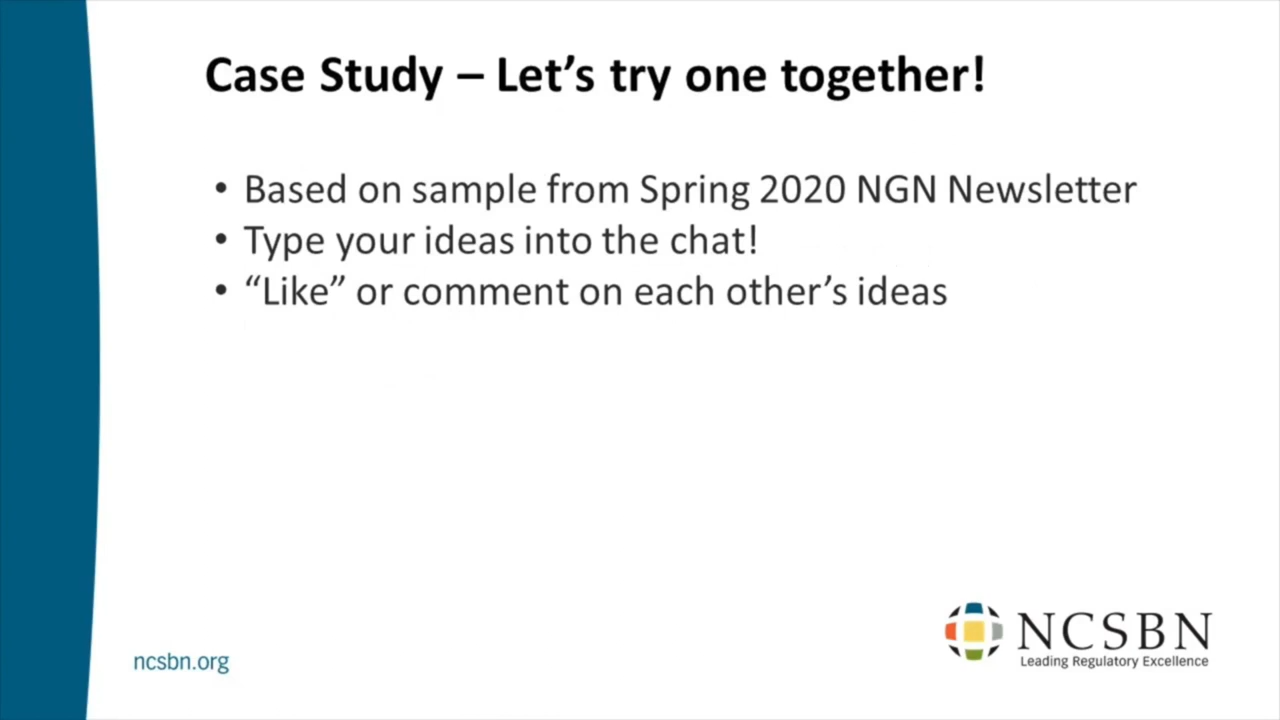 Case Study – Let’s try one together!
• Based on sample from Spring 2020 NGN Newsletter
• Type your ideas into the chat!
• “Like” or comment on each other’s ideas
NCSBN
Leading Regulatory Excellence
ncsbn.org